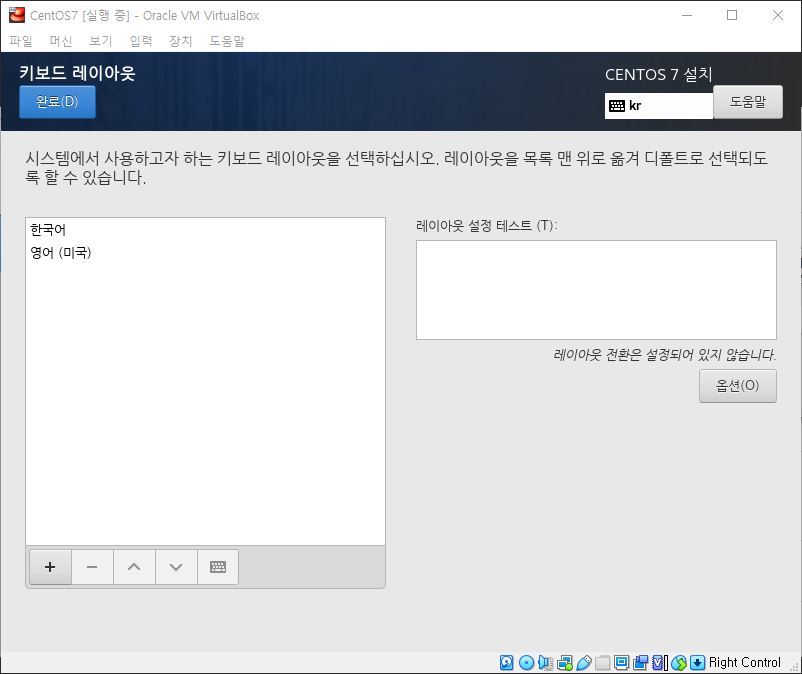 CentOS7 [실행 중] - Oracle VM VirtualBox
파일 머신 보기 입력 장치 도움말
키보드 레이아웃
CENTOS 7 설치
완료(D)
kr
도움말
시스템에서 사용하고자 하는 키보드 레이아웃을 선택하십시오. 레이아웃을 목록 맨 위로 옮겨 디폴트로 선택되도
록 할 수 있습니다.
한국어
영어 (미국)
레이아웃 설정 테스트 (T):
레이아웃 전환은 설정되어 있지 않습니다.
옵션(O)
Right Control